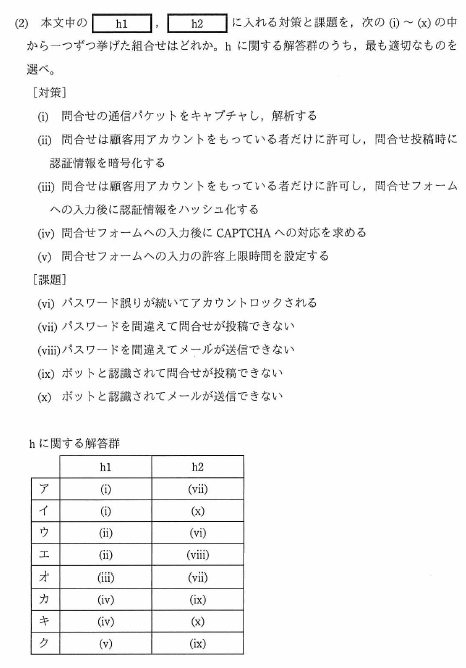 (2) 本文中の h1 , h2 に入れる対策と課題を，次の (i) ～ (x) の中
から一つずつ挙げた組合せはどれか。h に関する解答群のうち，最も適切なものを
選べ。
［対策］
(i) 問合せの通信パケットをキャプチャし，解析する
(ii) 問合せは顧客用アカウントをもっている者だけに許可し，問合せ投稿時に
認証情報を暗号化する
(iii) 問合せは顧客用アカウントをもっている者だけに許可し，問合せフォーム
への入力後に認証情報をハッシュ化する
(iv) 問合せフォームへの入力後に CAPTCHA への対応を求める
(v) 問合せフォームへの入力の許容上限時間を設定する
［課題］
(vi) パスワード誤りが続いてアカウントロックされる
(vii) パスワードを間違えて問合せが投稿できない
(viii)パスワードを間違えてメールが送信できない
(ix) ボットと認識されて問合せが投稿できない
(x) ボットと認識されてメールが送信できない
h に関する解答群
h1 h2
ア (i) (vii)
イ (i) (x)
ウ (ii) (vi)
エ (ii) (viii)
オ (iii) (vii)
カ (iv) (ix)
キ (iv) (x)
ク (v) (ix)